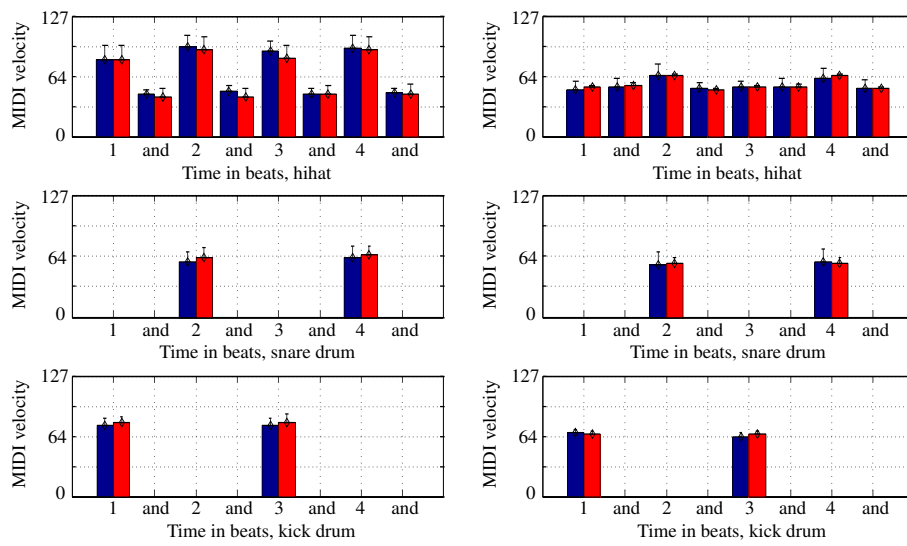 MIDI velocity
127
64
0
1 and 2 and 3 and 4 and
Time in beats, hihat
MIDI velocity
127
64
0
1 and 2 and 3 and 4 and
Time in beats, hihat
MIDI velocity
127
64
0
1 and 2 and 3 and 4 and
Time in beats, snare drum
MIDI velocity
127
64
0
1 and 2 and 3 and 4 and
Time in beats, snare drum
MIDI velocity
127
64
0
1 and 2 and 3 and 4 and
Time in beats, kick drum
MIDI velocity
127
64
0
1 and 2 and 3 and 4 and
Time in beats, kick drum